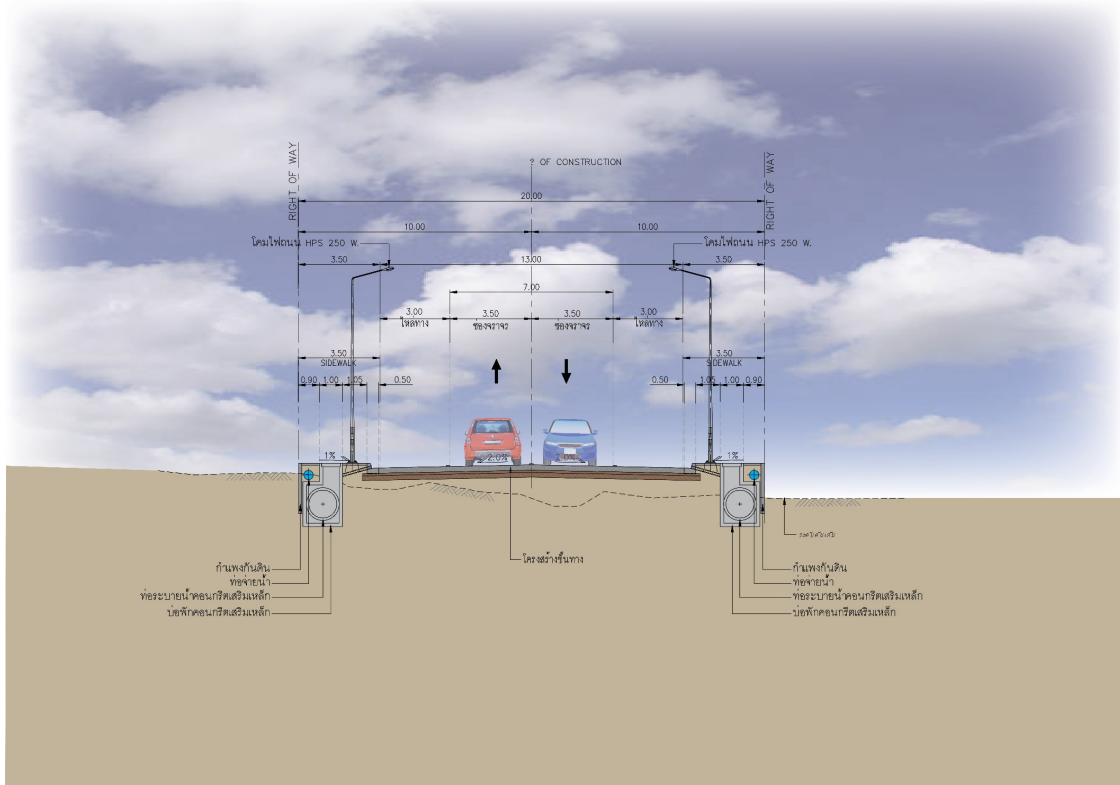 RIGHT OF WAY
? OF CONSTRUCTION
RIGHT OF WAY
20.00
10.00
10.00
โคมไฟถนน HPS 250 W.
โคมไฟถนน HPS 250 W.
3.50
13.00
3.50
7.00
3.00
3.50
3.50
3.00
ไหล่ทาง
ช่องจราจร
ช่องจราจร
ไหล่ทาง
3.50
3.50
SIDEWALK
SIDEWALK
0.90
1.00
1.05
0.50
0.50
1.05
1.00
0.90
1%
2.0%
1%
โครงสร้างชั้นทาง
กำแพงกันดิน
ท่อจ่ายน้ำ
ท่อระบายน้ำคอนกรีตเสริมเหล็ก
บ่อพักคอนกรีตเสริมเหล็ก
กำแพงกันดิน
ท่อจ่ายน้ำ
ท่อระบายน้ำคอนกรีตเสริมเหล็ก
บ่อพักคอนกรีตเสริมเหล็ก